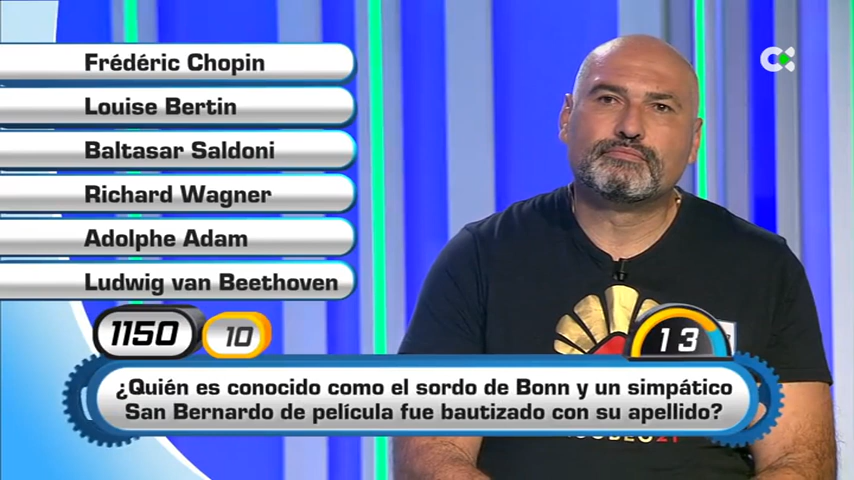 Frédéric Chopin
Louise Bertin
Baltasar Saldoni
Richard Wagner
Adolphe Adam
Ludwig van Beethoven
1150 10
13
¿Quién es conocido como el sordo de Bonn y un simpático
San Bernardo de película fue bautizado con su apellido?